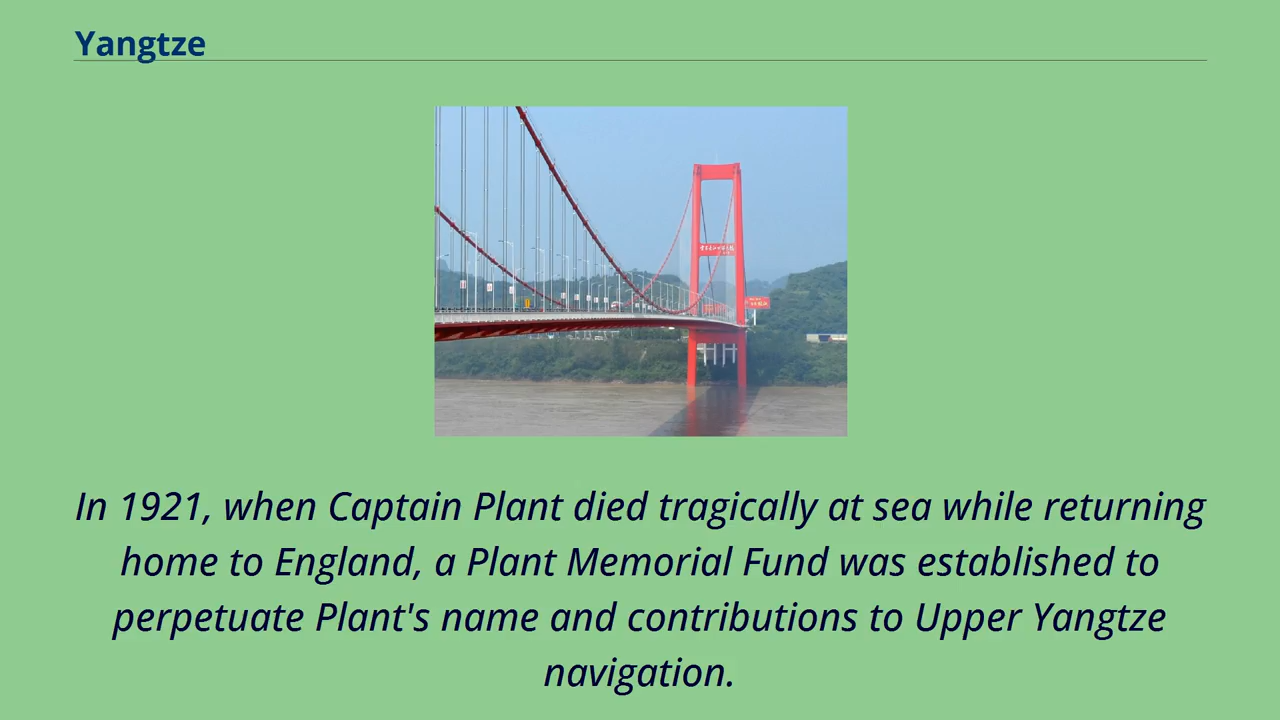 Yangtze
In 1921, when Captain Plant died tragically at sea while returning
home to England, a Plant Memorial Fund was established to
perpetuate Plant's name and contributions to Upper Yangtze
navigation.